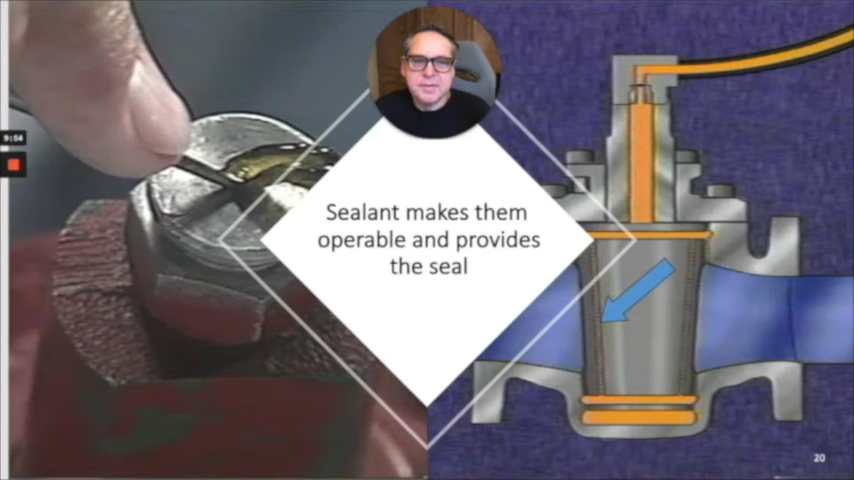 9:54
Sealant makes them
operable and provides
the seal
20